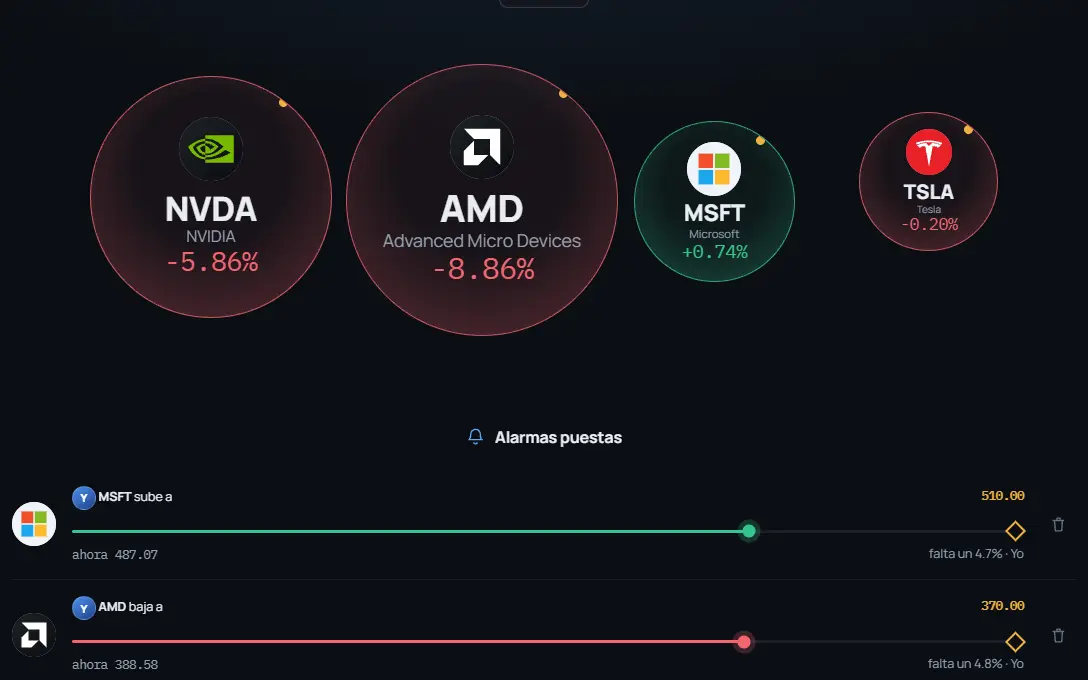 NVDA
NVIDIA
-5.86%
AMD
Advanced Micro Devices
-8.86%
MSFT
Microsoft
+0.74%
TSLA
Tesla
-0.20%
Alarmas puestas
Y MSFT sube a 510.00
ahora 487.07 falta un 4.7% · Yo
Y AMD baja a 370.00
ahora 388.58 falta un 4.8% · Yo